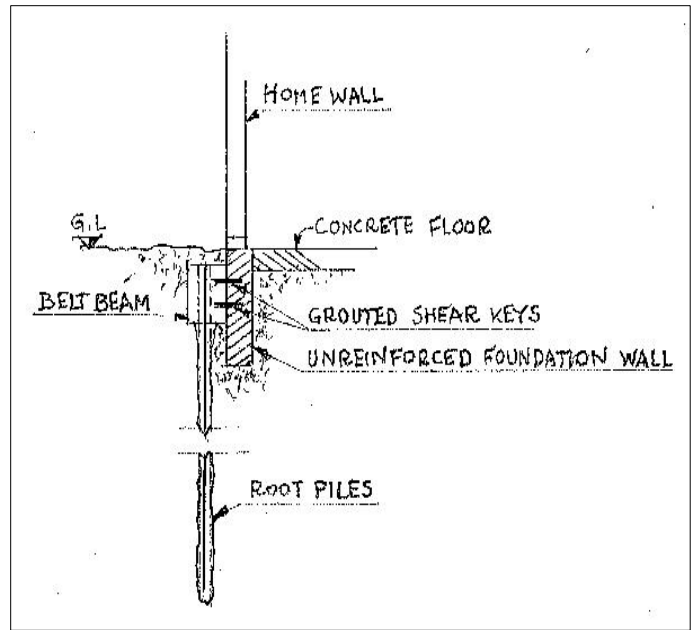 HOME WALL
G.L
CONCRETE FLOOR
BELT BEAM
GROUTED SHEAR KEYS
UNREINFORCED FOUNDATION WALL
ROOT PILES